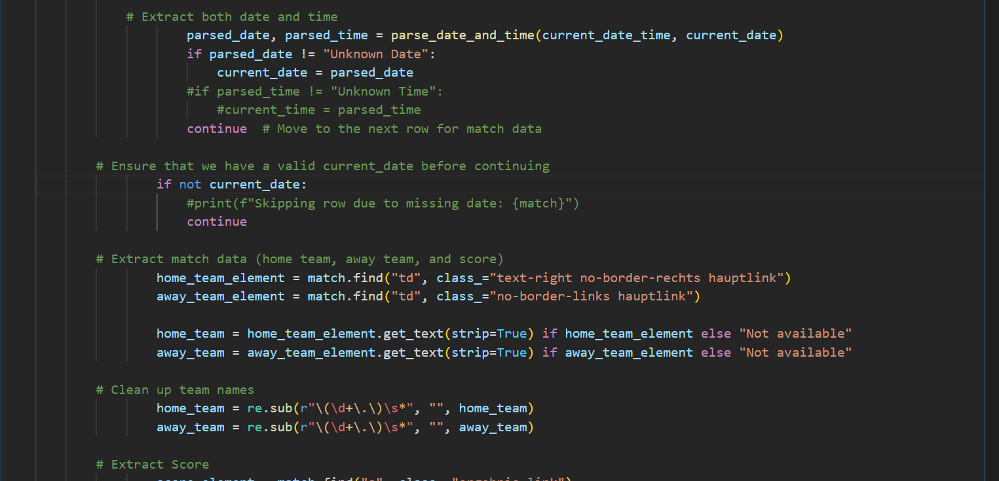 # Extract both date and time
parsed_date, parsed_time = parse_date_and_time(current_date_time, current_date)
if parsed_date != "Unknown Date":
current_date = parsed_date
#if parsed_time != "Unknown Time":
#current_time = parsed_time
continue  # Move to the next row for match data
# Ensure that we have a valid current_date before continuing
if not current_date:
#print(f"Skipping row due to missing date: {match}")
continue
# Extract match data (home team, away team, and score)
home_team_element = match.find("td", class_="text-right no-border-rechts hauptlink")
away_team_element = match.find("td", class_="no-border-links hauptlink")
home_team = home_team_element.get_text(strip=True) if home_team_element else "Not available"
away_team = away_team_element.get_text(strip=True) if away_team_element else "Not available"
# Clean up team names
home_team = re.sub(r"\(\d+\.\)\s*", "", home_team)
away_team = re.sub(r"\(\d+\.\)\s*", "", away_team)
# Extract Score